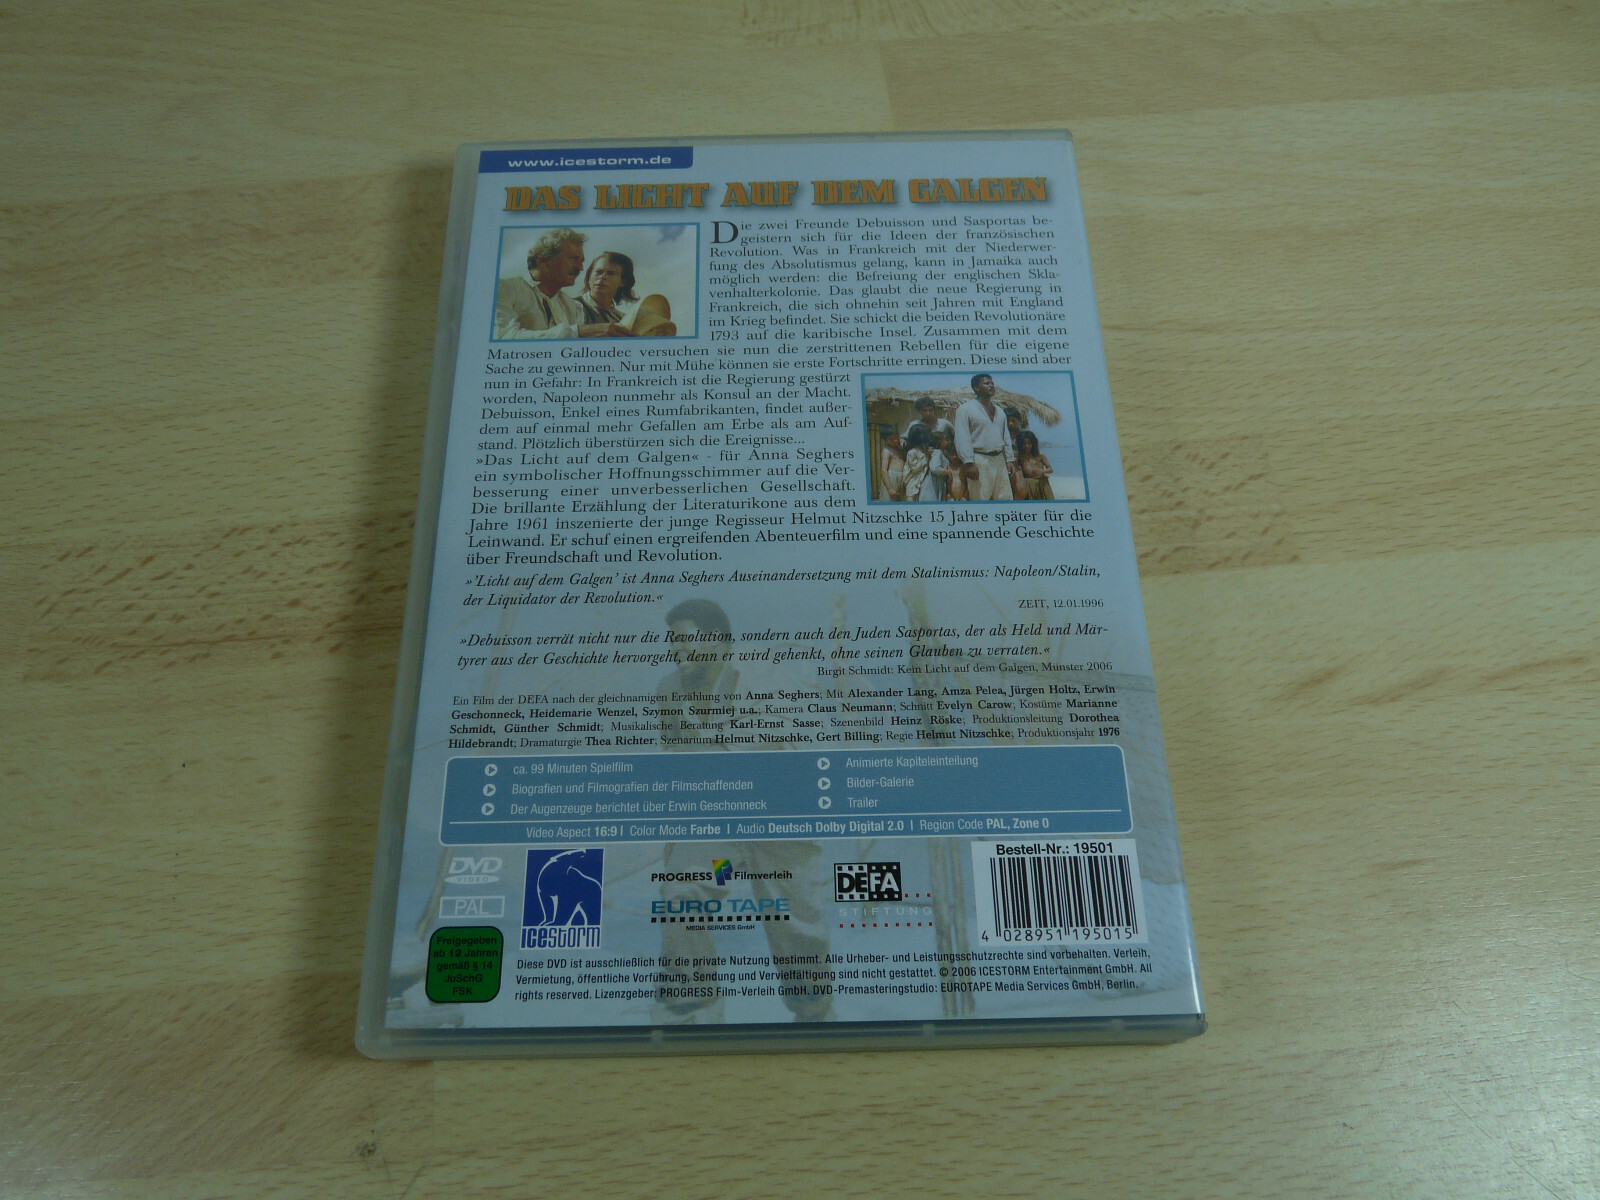 www.icestorm.de
DAS LICHT AUF DEM GALGEN
Die zwei Freunde Debuisson und Sasportas be-
geistern sich für die Ideen der französischen
Revolution. Was in Frankreich mit der Niederwer-
fung des Absolutismus gelang, kann in Jamaika auch
möglich werden: die Befreiung der englischen Skla-
venhalterkolonie. Das glaubt die neue Regierung in
Frankreich, die sich ohnehin seit Jahren mit England
im Krieg befindet. Sie schickt die beiden Revolutionäre
1793 auf die karibische Insel. Zusammen mit dem
Matrosen Galloudec versuchen sie nun die zerstrittenen Rebellen für die eigene
Sache zu gewinnen. Nur mit Mühe können sie erste Fortschritte erringen. Diese sind aber
nun in Gefahr: In Frankreich ist die Regierung gestürzt
worden, Napoleon nunmehr als Konsul an der Macht.
Debuisson, Enkel eines Rumfabrikanten, findet außer-
dem auf einmal mehr Gefallen am Erbe als am Auf-
stand. Plötzlich überstürzen sich die Ereignisse...
»Das Licht auf dem Galgen« - für Anna Seghers
ein symbolischer Hoffnungsschimmer auf die Ver-
besserung einer unverbesserlichen Gesellschaft.
Die brillante Erzählung der Literaturikone aus dem
Jahre 1961 inszenierte der junge Regisseur Helmut Nitzschke 15 Jahre später für die
Leinwand. Er schuf einen ergreifenden Abenteuerfilm und eine spannende Geschichte
über Freundschaft und Revolution.
»'Licht auf dem Galgen' ist Anna Seghers Auseinandersetzung mit dem Stalinismus: Napoleon/Stalin,
der Liquidator der Revolution.«
ZEIT, 12.01.1996
»Debuisson verrät nicht nur die Revolution, sondern auch den Juden Sasportas, der als Held und Mär-
tyrer aus der Geschichte hervorgeht, denn er wird gehenkt, ohne seinen Glauben zu verraten.«
Birgit Schmidt: Kein Licht auf dem Galgen, Münster 2006
Ein Film der DEFA nach der gleichnamigen Erzählung von Anna Seghers; Mit Alexander Lang, Amza Pelea, Jürgen Holtz, Erwin
Geschonneck, Heidemarie Wenzel, Szymon Szurmiej u.a.; Kamera Claus Neumann; Schnitt Evelyn Carow; Kostüme Marianne
Schmidt, Günther Schmidt; Musikalische Beratung Karl-Ernst Sasse; Szenenbild Heinz Röske; Produktionsleitung Dorothea
Hildebrandt; Dramaturgie Thea Richter; Szenarium Helmut Nitzschke, Gert Billing; Regie Helmut Nitzschke; Produktionsjahr 1976
ca. 99 Minuten Spielfilm
Biografien und Filmografien der Filmschaffenden
Der Augenzeuge berichtet über Erwin Geschonneck
Animierte Kapiteleinteilung
Bilder-Galerie
Trailer
Video Aspect 16:9 | Color Mode Farbe | Audio Deutsch Dolby Digital 2.0 | Region Code PAL, Zone 0
DVD
VIDEO
PAL
Freigegeben
ab 12 Jahren
gemäß § 14
JuSchG
FSK
icestorm
PROGRESS Filmverleih
EURO TAPE
MEDIA SERVICES GmbH
DEFA
STIFTUNG
Bestell-Nr.: 19501
4 028951 195015
Diese DVD ist ausschließlich für die private Nutzung bestimmt. Alle Urheber- und Leistungsschutzrechte sind vorbehalten. Verleih,
Vermietung, öffentliche Vorführung, Sendung und Vervielfältigung sind nicht gestattet. © 2006 ICESTORM Entertainment GmbH. All
rights reserved. Lizenzgeber: PROGRESS Film-Verleih GmbH. DVD-Premasteringstudio: EUROTAPE Media Services GmbH, Berlin.